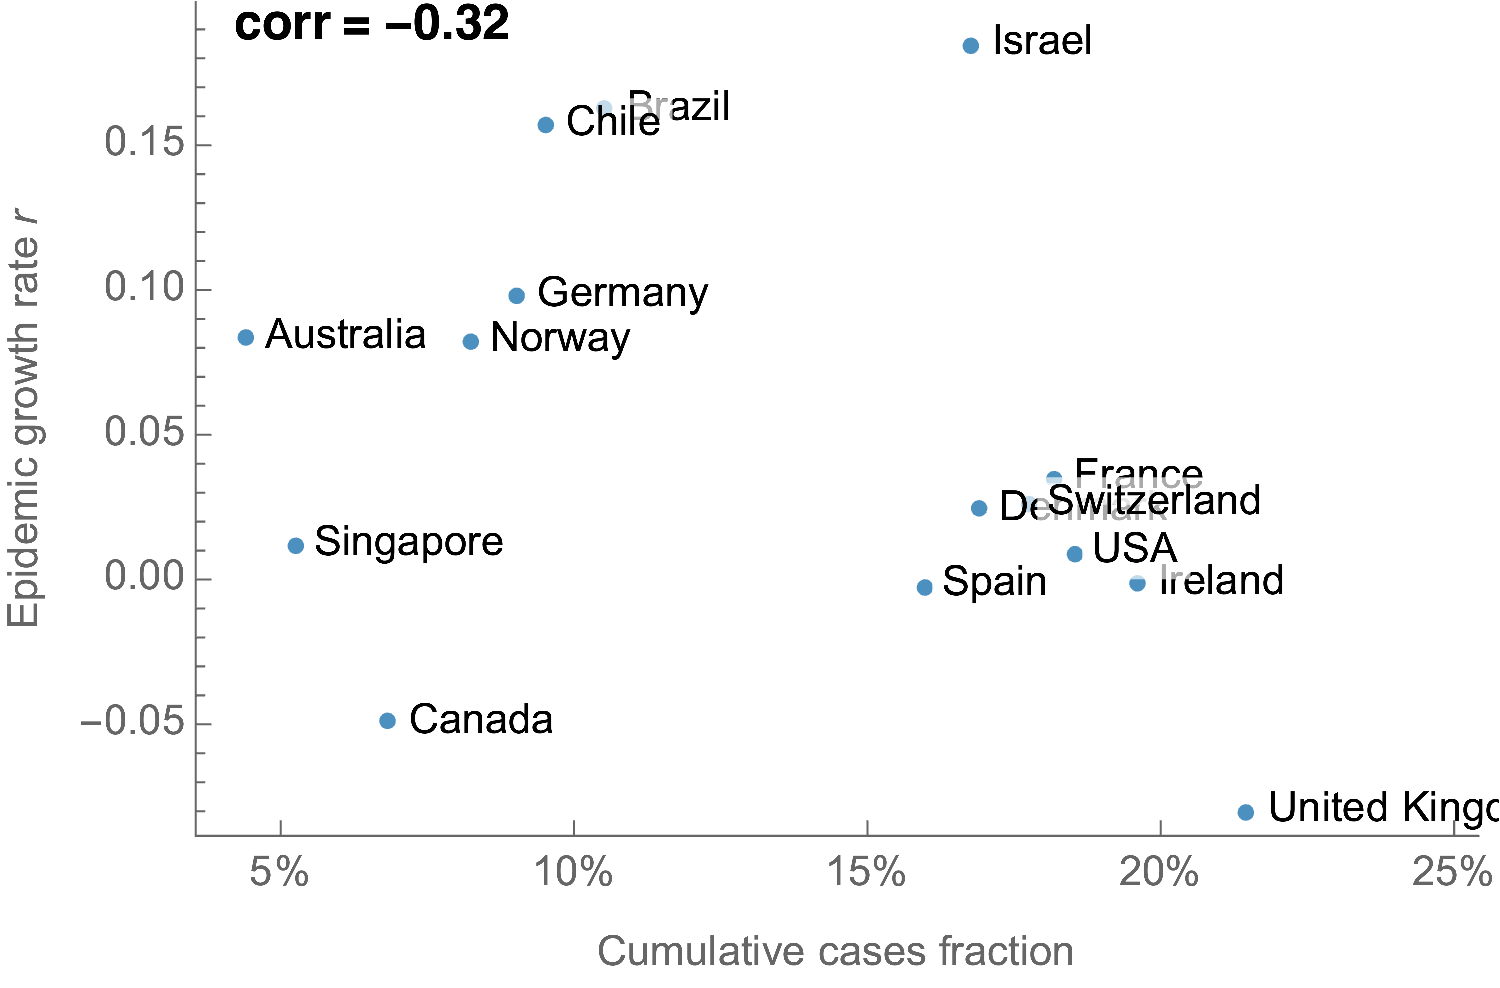 corr = −0.32
Israel
Brazil
Chile
0.15
Germany
0.10
Australia
Norway
0.05
France
Switzerland
Denmark
Singapore
USA
0.00
Spain
Ireland
−0.05
Canada
United Kingd
Epidemic growth rate r
5%
10%
15%
20%
25%
Cumulative cases fraction